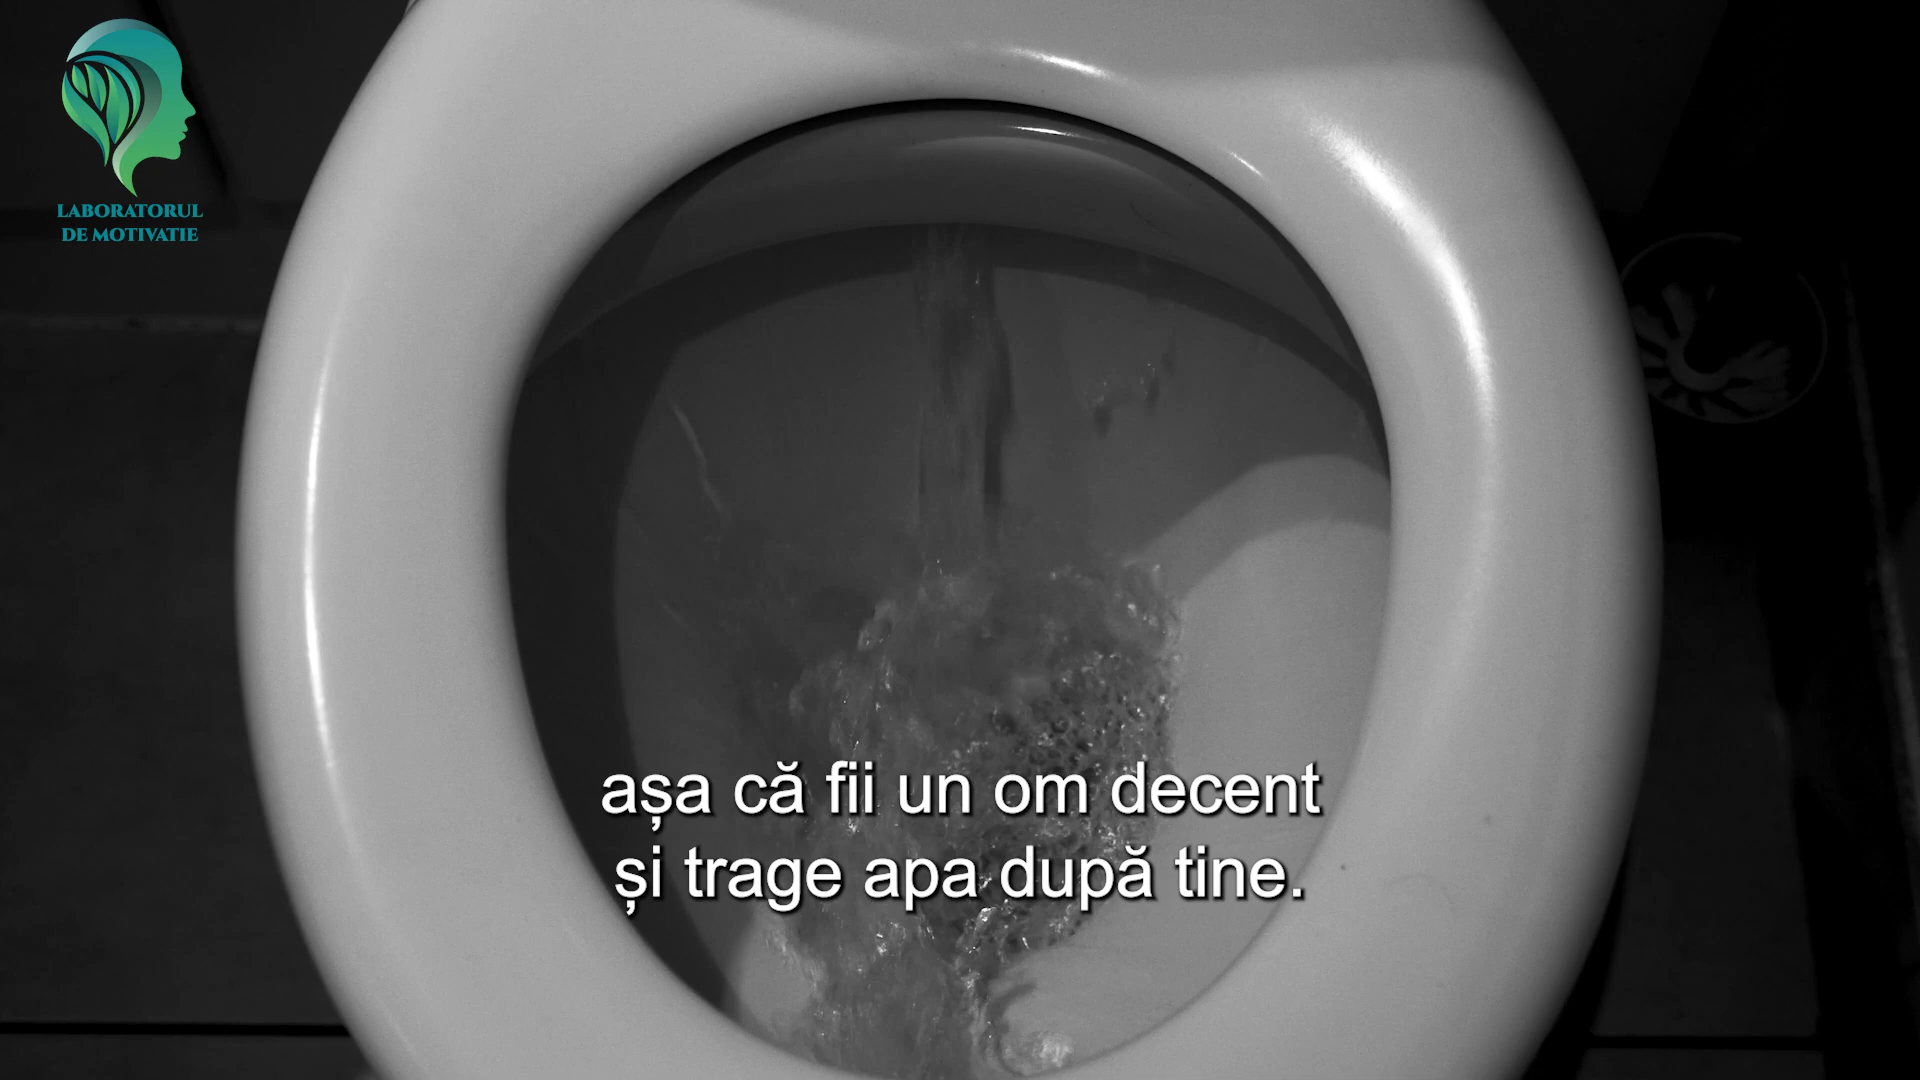 LABORATORUL
DE MOTIVATIE
așa că fii un om decent
și trage apa după tine.